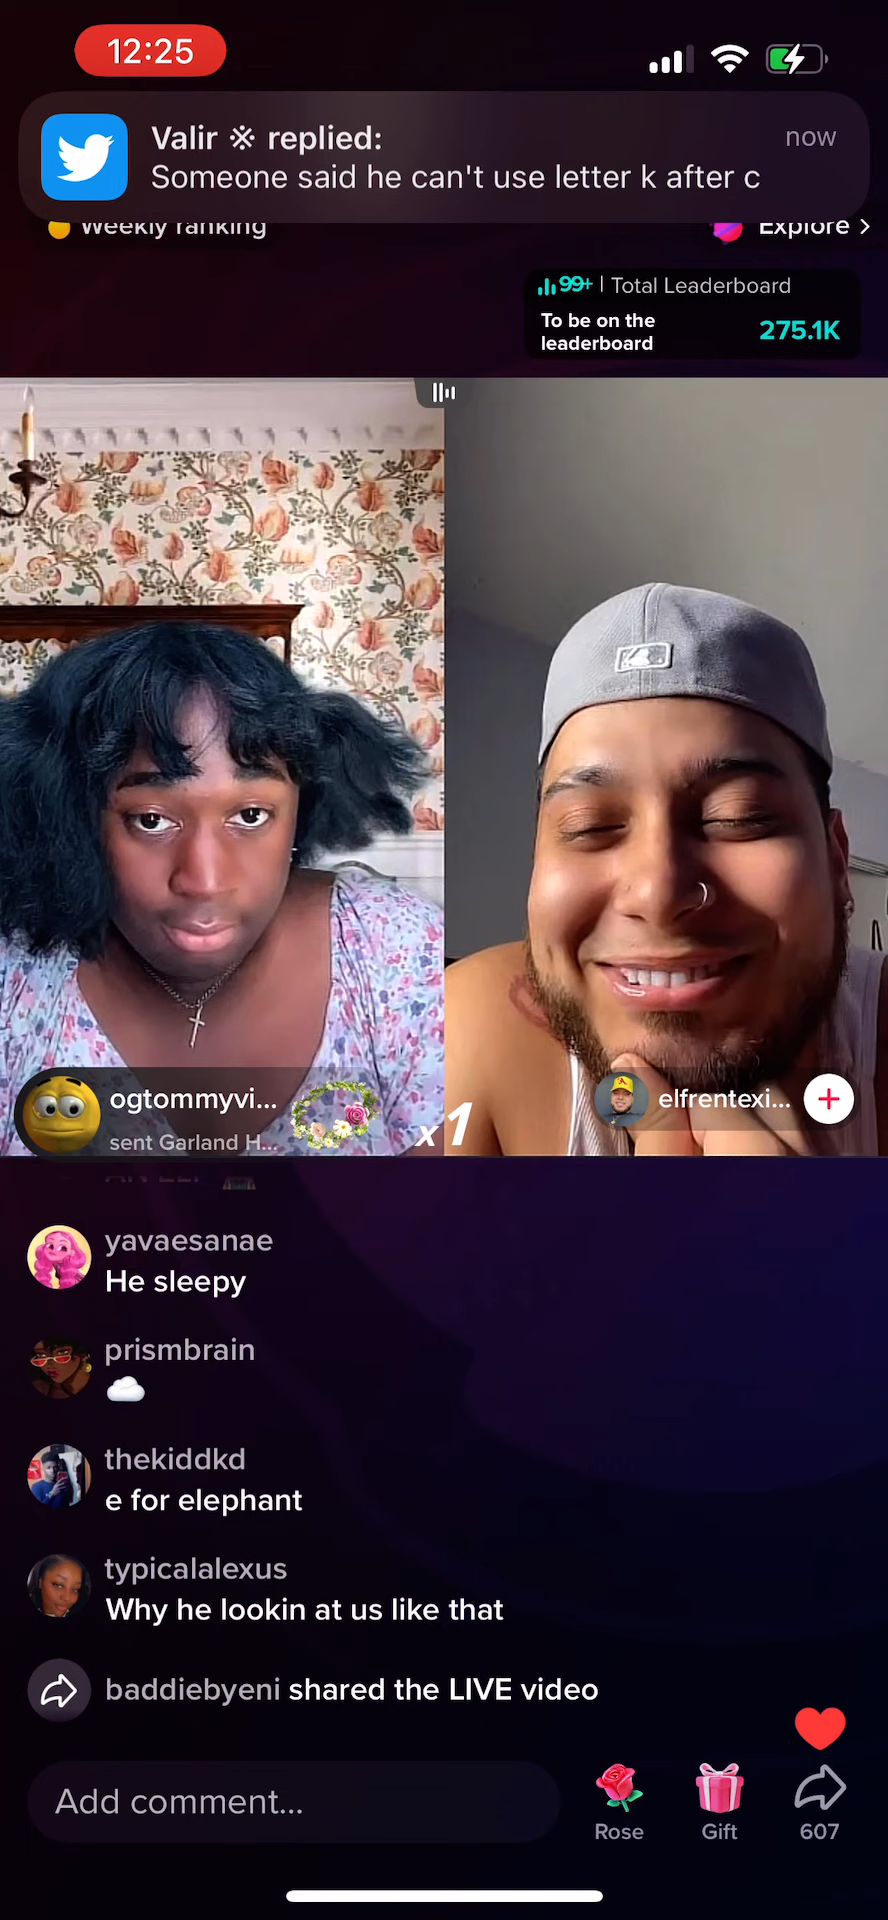 12:25
Valir ※ replied:
now
Someone said he can't use letter k after c
Weekly ranking
Explore >
99+ | Total Leaderboard
To be on the
leaderboard
275.1K
ogtommyvi...
sent Garland H...
x1
elfrentexi...
yavaesanae
He sleepy
prismbrain
thekiddkd
e for elephant
typicalalexus
Why he lookin at us like that
baddiebyeni shared the LIVE video
Add comment...
Rose
Gift
607